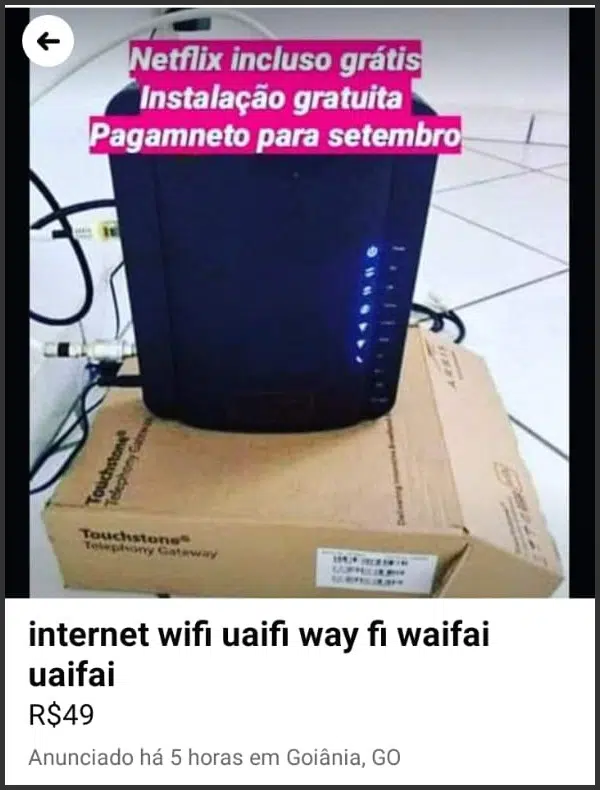 Netflix incluso grátis
Instalação gratuita
Pagamneto para setembro
Touchstone
Telephony Gateway
Touchstone®
Telephony Gateway
ARRIS
internet wifi uaifi way fi waifai
uaifai
R$49
Anunciado há 5 horas em Goiânia, GO